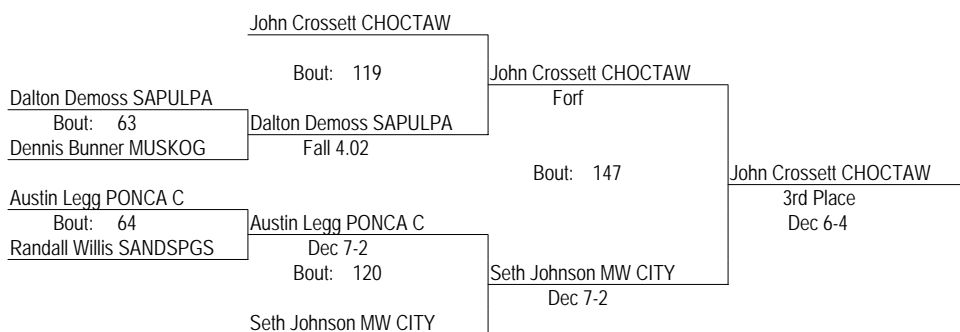 John Crossett CHOCTAW
Bout: 119
John Crossett CHOCTAW
Forf
Dalton Demoss SAPULPA
Bout: 63
Dalton Demoss SAPULPA
Fall 4.02
Dennis Bunner MUSKOG
Bout: 147
John Crossett CHOCTAW
3rd Place
Dec 6-4
Austin Legg PONCA C
Bout: 64
Austin Legg PONCA C
Dec 7-2
Randall Willis SANDSPGS
Bout: 120
Seth Johnson MW CITY
Dec 7-2
Seth Johnson MW CITY